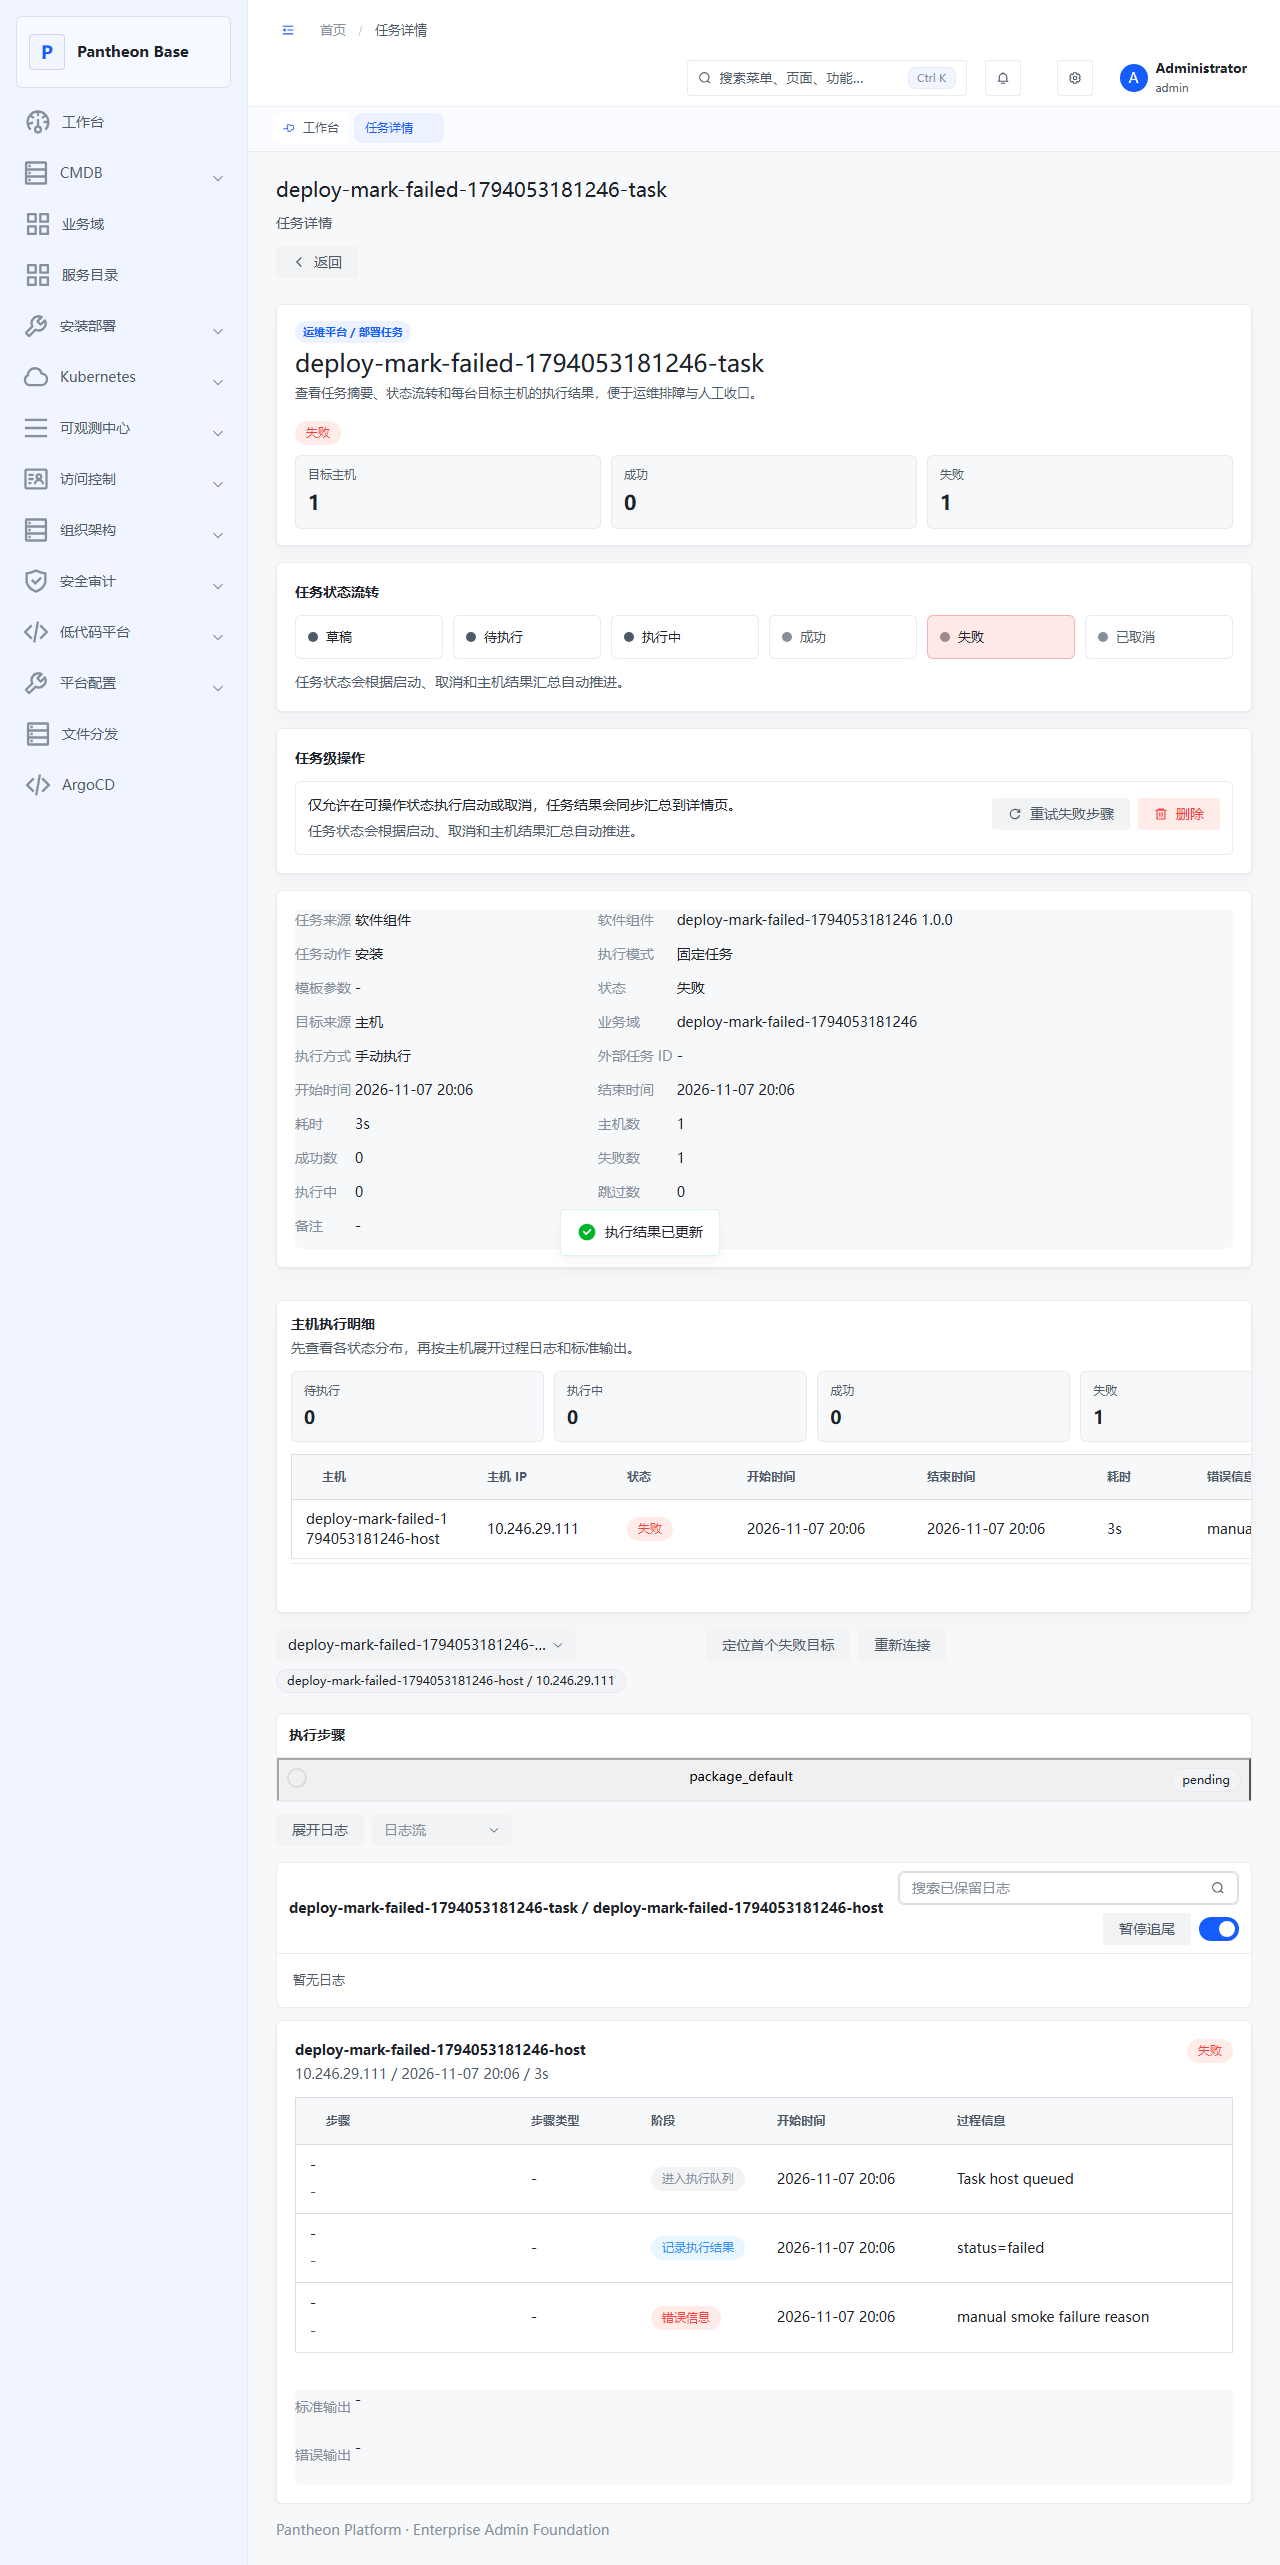 P Pantheon Base
工作台
CMDB
业务域
服务目录
安装部署
Kubernetes
可观测中心
访问控制
组织架构
安全审计
低代码平台
平台配置
文件分发
ArgoCD
首页 / 任务详情
搜索菜单、页面、功能... Ctrl K
A Administrator
admin
工作台 任务详情
deploy-mark-failed-1794053181246-task
任务详情
返回
运维平台 / 部署任务
deploy-mark-failed-1794053181246-task
查看任务摘要、状态流转和每台目标主机的执行结果，便于运维排障与人工收口。
失败
目标主机 成功 失败
1 0 1
任务状态流转
草稿 待执行 执行中 成功 失败 已取消
任务状态会根据启动、取消和主机结果汇总自动推进。
任务级操作
仅允许在可操作状态执行启动或取消，任务结果会同步汇总到详情页。
任务状态会根据启动、取消和主机结果汇总自动推进。
重试失败步骤 删除
任务来源 软件组件 软件组件 deploy-mark-failed-1794053181246 1.0.0
任务动作 安装 执行模式 固定任务
模板参数 - 状态 失败
目标来源 主机 业务域 deploy-mark-failed-1794053181246
执行方式 手动执行 外部任务 ID -
开始时间 2026-11-07 20:06 结束时间 2026-11-07 20:06
耗时 3s 主机数 1
成功数 0 失败数 1
执行中 0 跳过数 0
备注 -
执行结果已更新
主机执行明细
先查看各状态分布，再按主机展开过程日志和标准输出。
待执行 执行中 成功 失败
0 0 0 1
主机 主机 IP 状态 开始时间 结束时间 耗时 错误信息
deploy-mark-failed-1
794053181246-host 10.246.29.111 失败 2026-11-07 20:06 2026-11-07 20:06 3s manua
deploy-mark-failed-1794053181246-... 定位首个失败目标 重新连接
deploy-mark-failed-1794053181246-host / 10.246.29.111
执行步骤
package_default pending
展开日志 日志流
搜索已保留日志
deploy-mark-failed-1794053181246-task / deploy-mark-failed-1794053181246-host
暂停追尾
暂无日志
deploy-mark-failed-1794053181246-host 失败
10.246.29.111 / 2026-11-07 20:06 / 3s
步骤 步骤类型 阶段 开始时间 过程信息
-
- - 进入执行队列 2026-11-07 20:06 Task host queued
-
- - 记录执行结果 2026-11-07 20:06 status=failed
-
- - 错误信息 2026-11-07 20:06 manual smoke failure reason
标准输出 -
错误输出 -
Pantheon Platform · Enterprise Admin Foundation